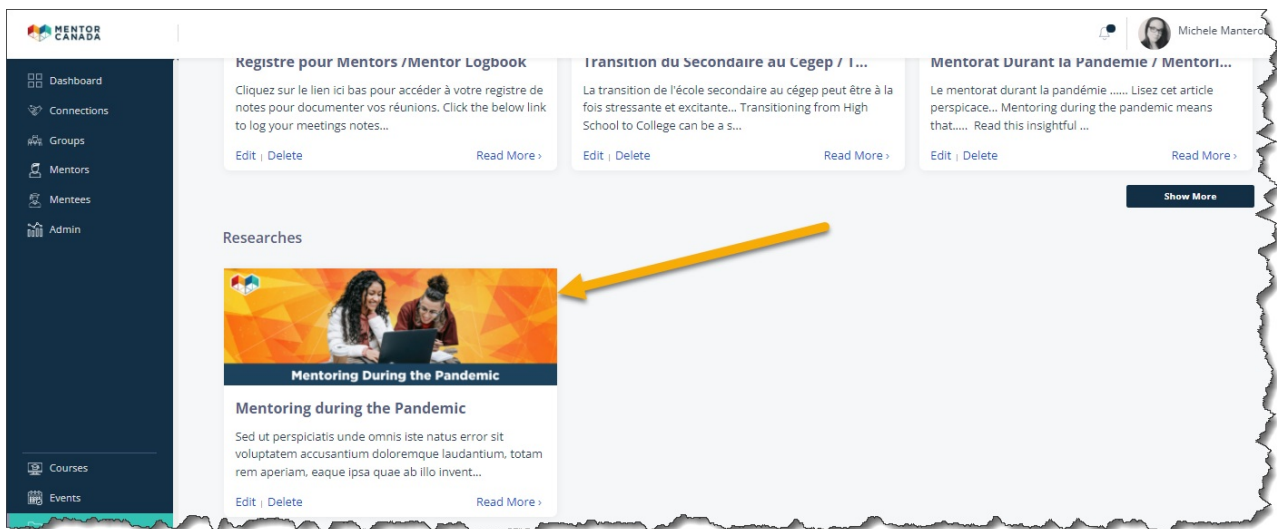 MENTOR
CANADA
Michele Mantero
Dashboard
Connections
Groups
Mentors
Mentees
Admin
Courses
Events
Registre pour Mentors /Mentor Logbook
Cliquez sur le lien ici bas pour accéder à votre registre de
notes pour documenter vos réunions. Click the below link
to log your meetings notes...
Edit | Delete
Read More ›
Transition du Secondaire au Cégep / T...
La transition de l'école secondaire au cégep peut être à la
fois stressante et excitante... Transitioning from High
School to College can be a s...
Edit | Delete
Read More ›
Mentorat Durant la Pandémie / Mentori...
Le mentorat durant la pandémie ...... Lisez cet article
perspicace... Mentoring during the pandemic means
that..... Read this insightful ...
Edit | Delete
Read More ›
Show More
Researches
Mentoring During the Pandemic
Mentoring during the Pandemic
Sed ut perspiciatis unde omnis iste natus error sit
voluptatem accusantium doloremque laudantium, totam
rem aperiam, eaque ipsa quae ab illo invent...
Edit | Delete
Read More ›